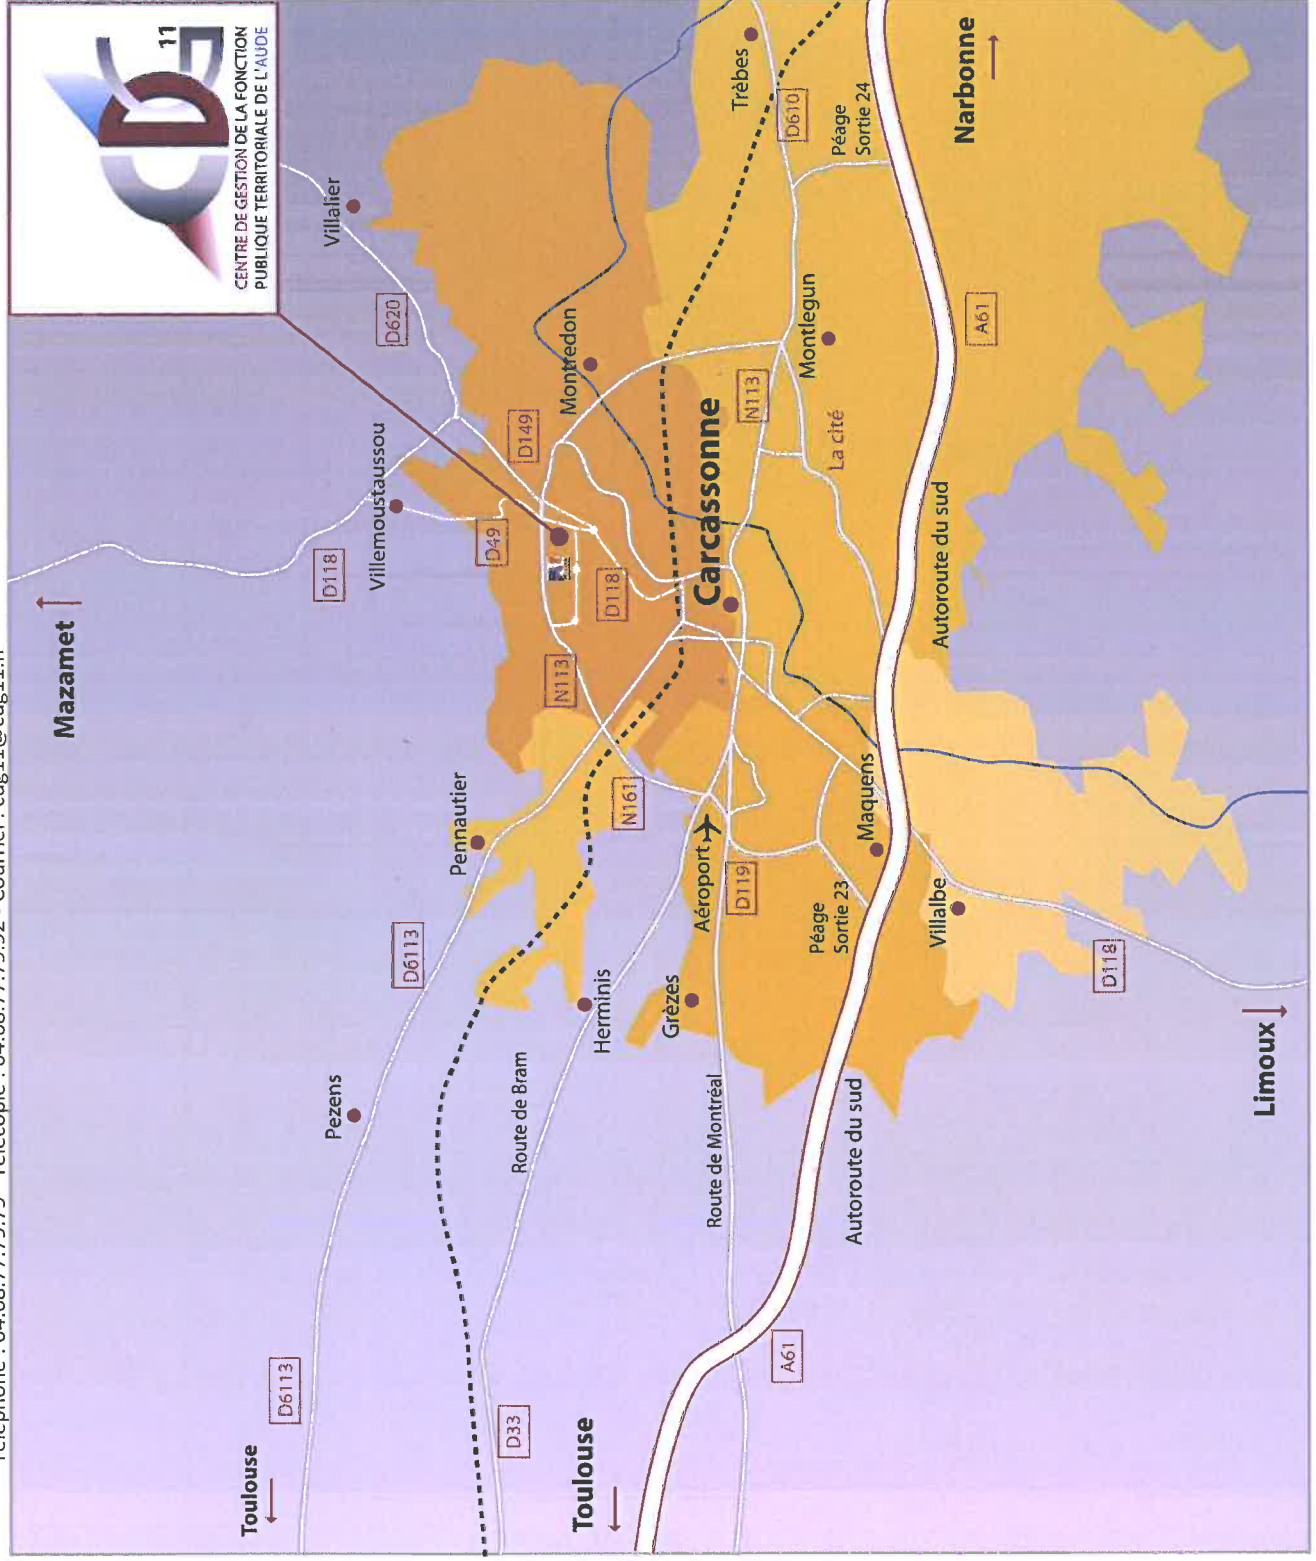 Mazamet
11
CDG
CENTRE DE GESTION DE LA FONCTION
PUBLIQUE TERRITORIALE DE L'AUDE
Toulouse
D6113
Pezens
D118
Villalier
Villemoustaussou
D620
D6113
Pennautier
D49
D33
Route de Bram
D149
N113
Montredon
Toulouse
Herminis
D118
N161
Grèzes
Aéroport
Carcassonne
Route de Montréal
D119
N113
Trèbes
D610
A61
Péage
Sortie 23
Montlegun
La cité
Péage
Sortie 24
Autoroute du sud
Maquens
Villalbe
Autoroute du sud
Narbonne
A61
D118
Limoux